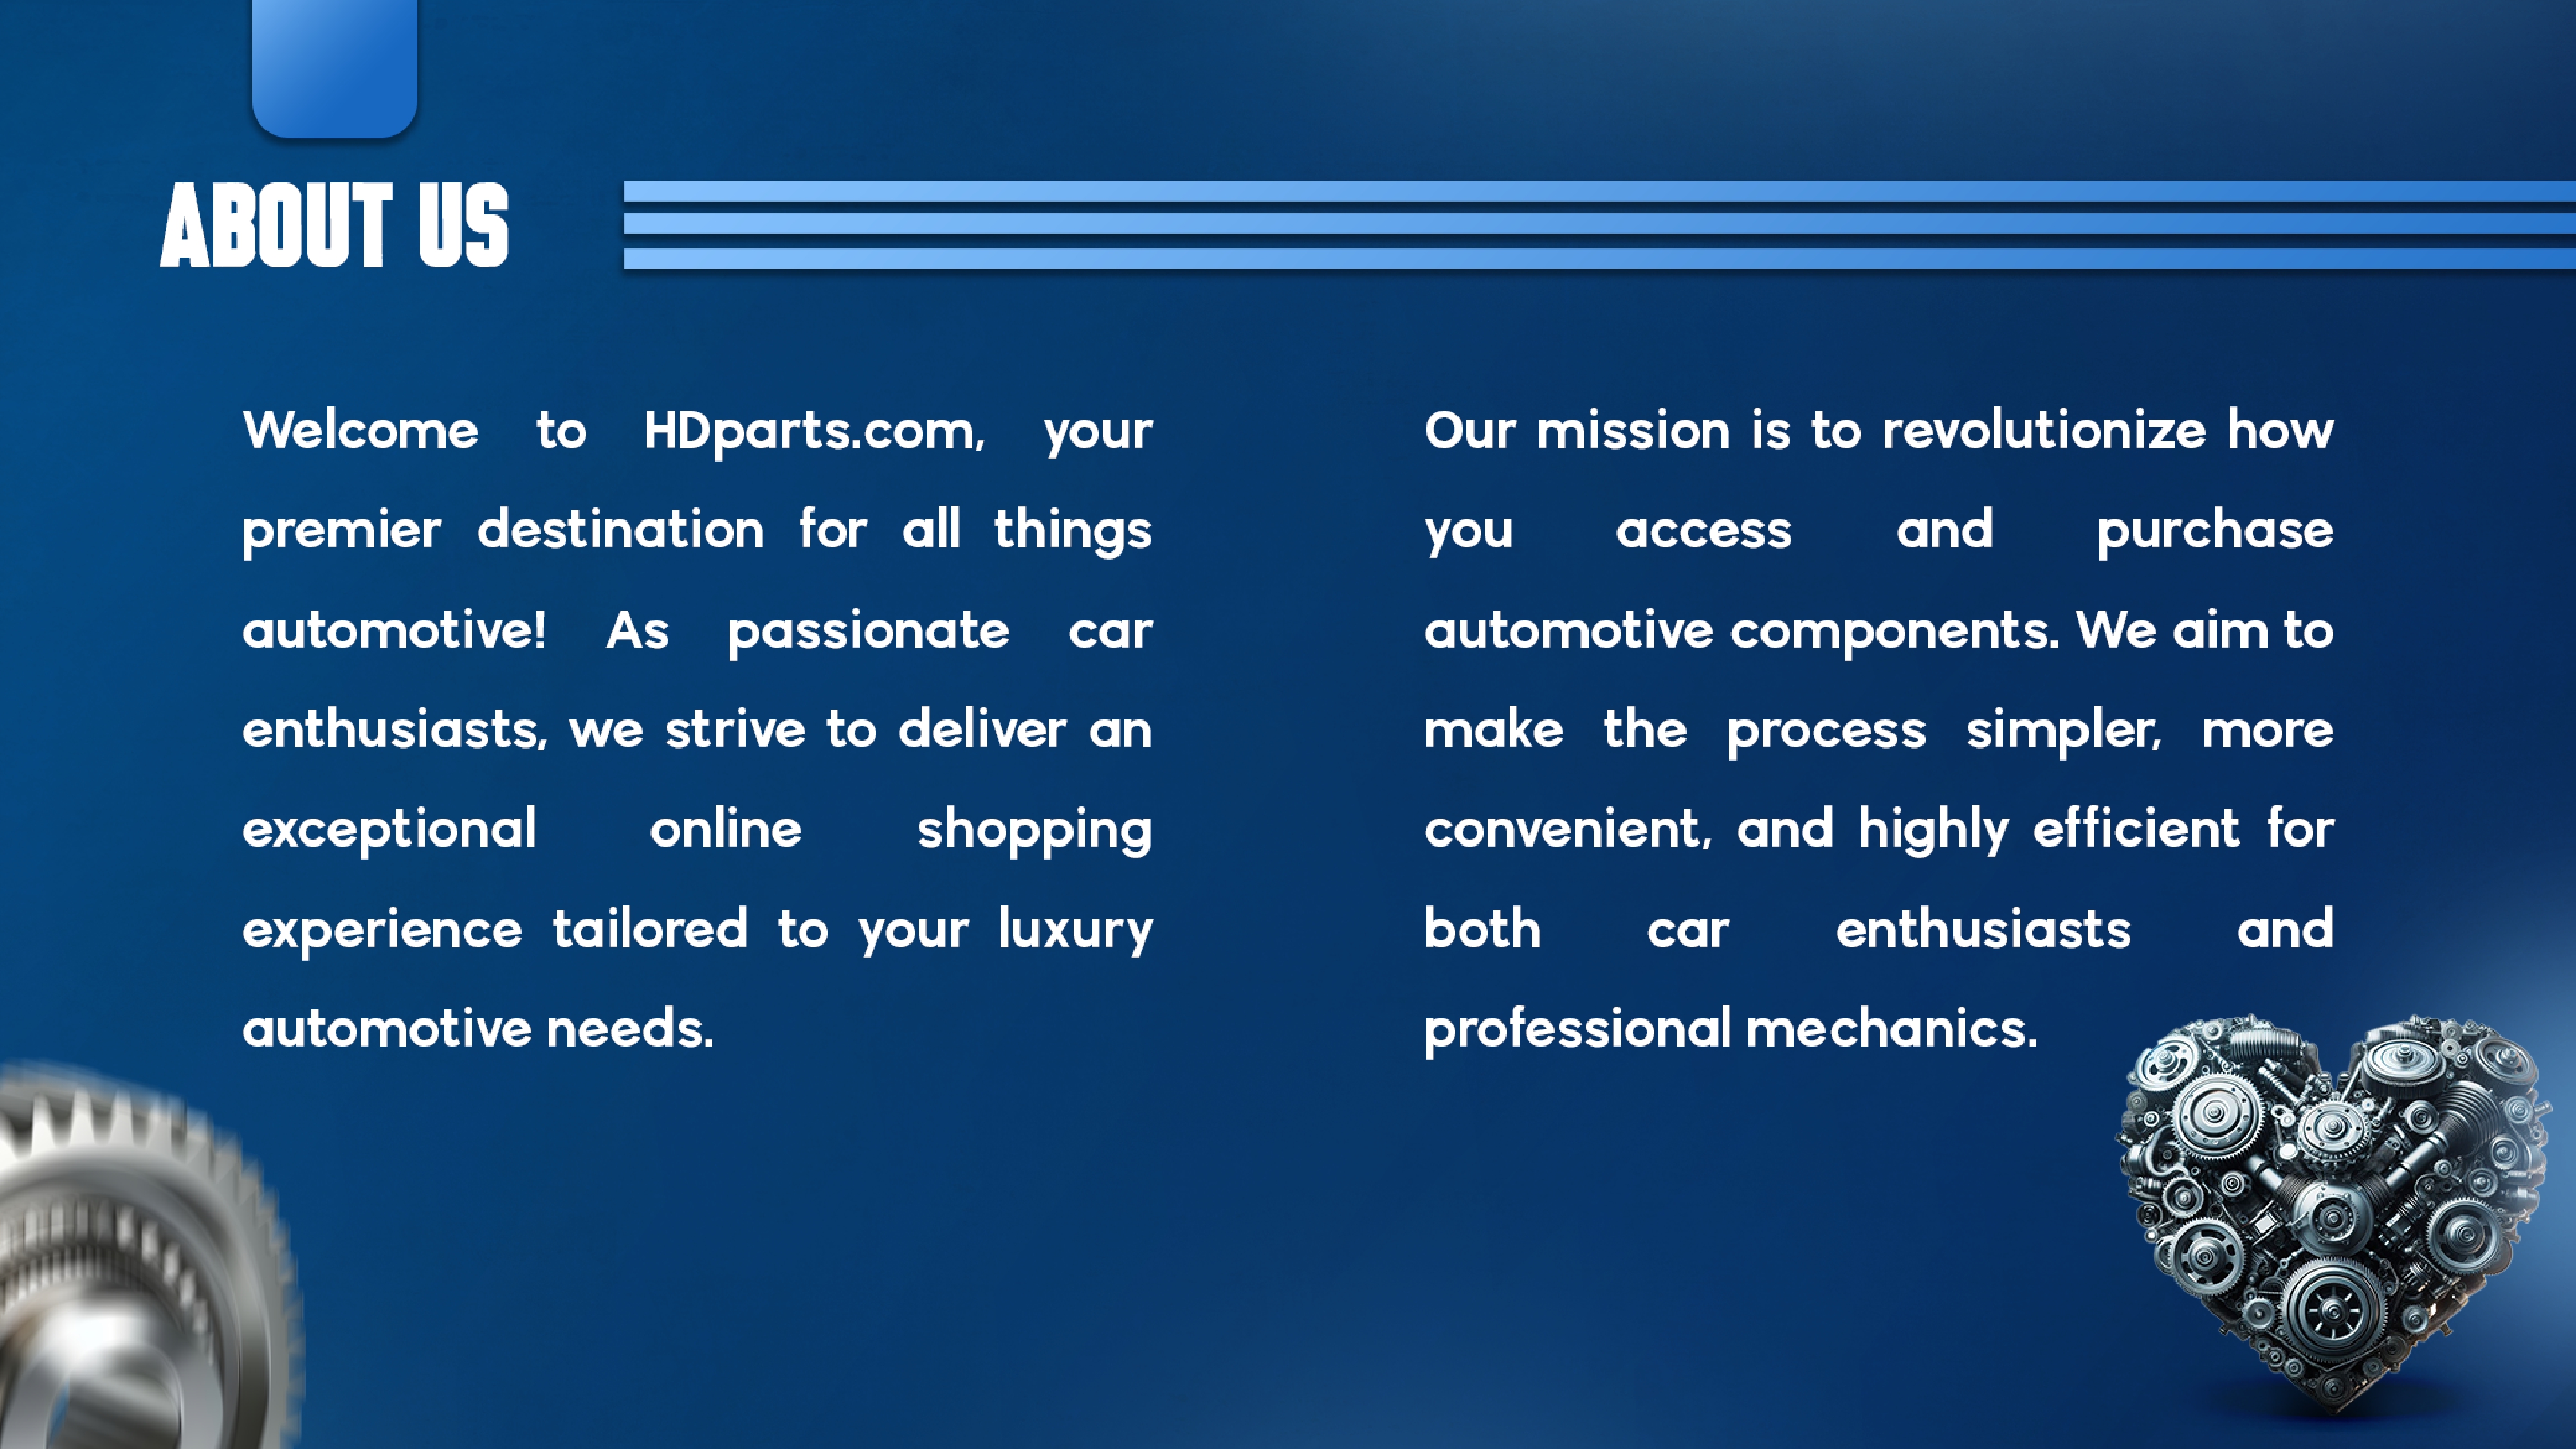 ABOUT US
Welcome to HDparts.com, your
premier destination for all things
automotive! As passionate car
enthusiasts, we strive to deliver an
exceptional online shopping
experience tailored to your luxury
automotive needs.
Our mission is to revolutionize how
you access and purchase
automotive components. We aim to
make the process simpler, more
convenient, and highly efficient for
both car enthusiasts and
professional mechanics.